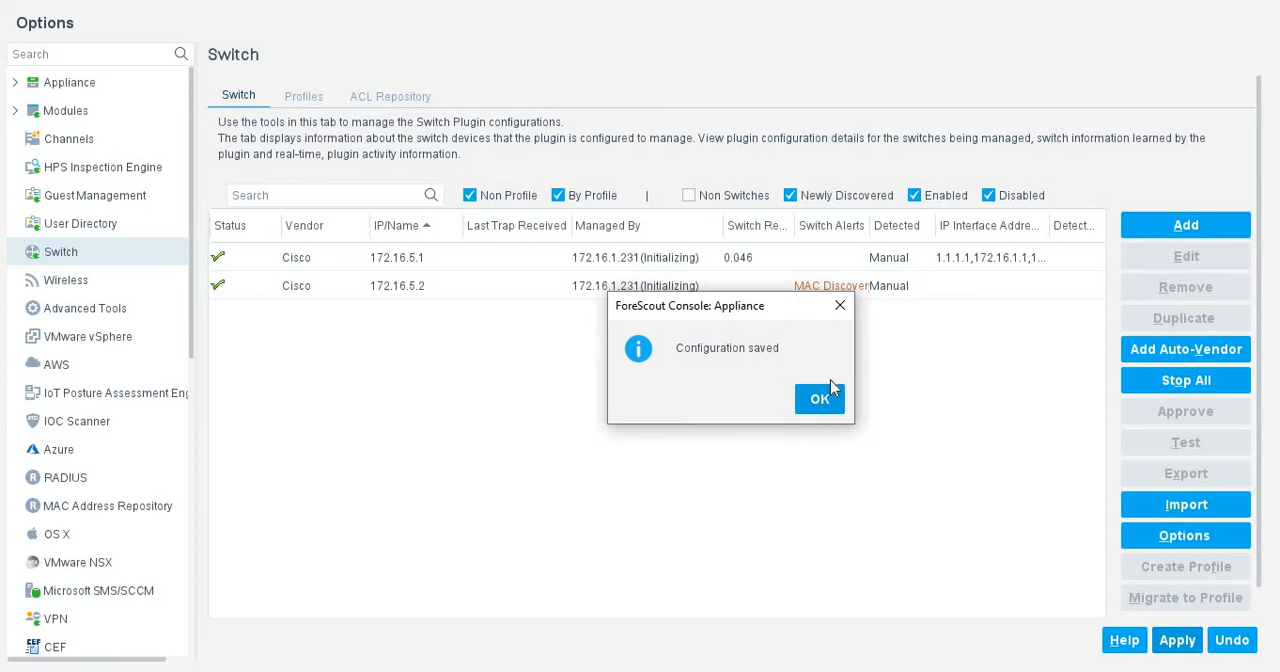 Options
Search
Appliance
Modules
Channels
HPS Inspection Engine
Guest Management
User Directory
Switch
Wireless
Advanced Tools
VMware vSphere
AWS
IoT Posture Assessment Eng
IOC Scanner
Azure
R RADIUS
R MAC Address Repository
OS X
VMware NSX
Microsoft SMS/SCCM
VPN
CEF CEF
Switch
Switch Profiles ACL Repository
Use the tools in this tab to manage the Switch Plugin configurations.
The tab displays information about the switch devices that the plugin is configured to manage. View plugin configuration details for the switches being managed, switch information learned by the
plugin and real-time, plugin activity information.
Search Non Profile By Profile | Non Switches Newly Discovered Enabled Disabled
Status Vendor IP/Name Last Trap Received Managed By Switch Re... Switch Alerts Detected IP Interface Addre... Detect...
Cisco 172.16.5.1 172.16.1.231(Initializing) 0.046 Manual 1.1.1.1,172.16.1.1,1...
Cisco 172.16.5.2 172.16.1.231(Initializing) MAC Discover Manual
ForeScout Console: Appliance
Configuration saved
OK
Add
Edit
Remove
Duplicate
Add Auto-Vendor
Stop All
Approve
Test
Export
Import
Options
Create Profile
Migrate to Profile
Help Apply Undo